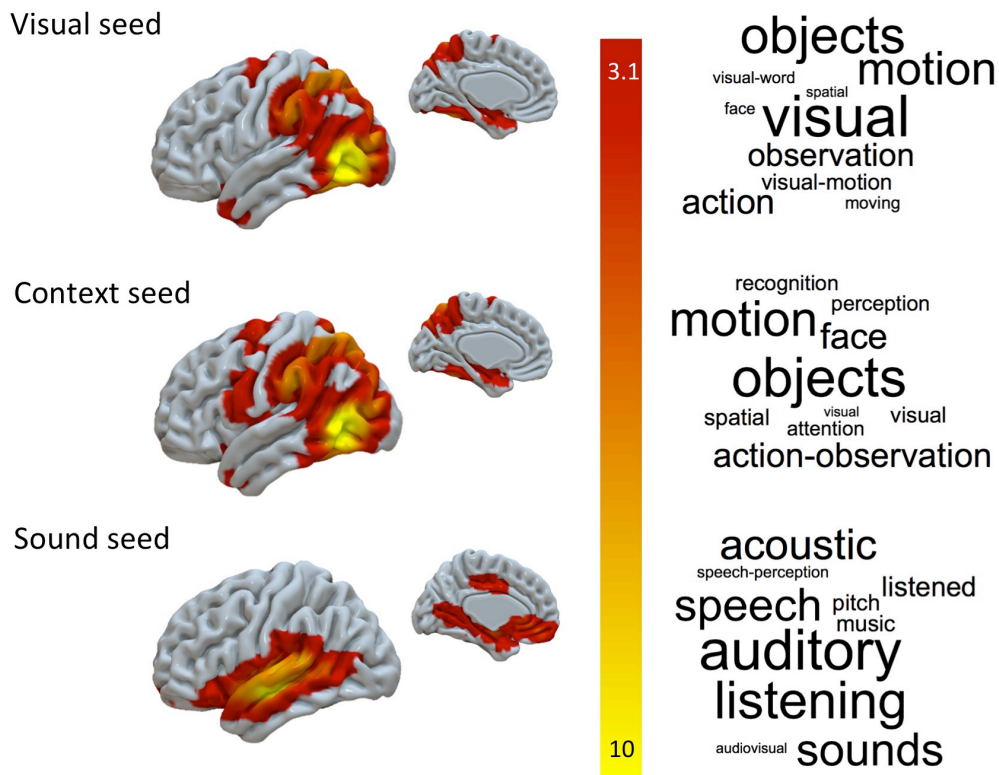 Visual seed
3.1
objects
motion
visual-word
spatial
face
visual
observation
visual-motion
action
moving
Context seed
recognition
perception
motion
face
objects
spatial
visual
visual
attention
action-observation
Sound seed
acoustic
speech-perception
listened
speech
pitch
music
auditory
listening
10
audiovisual
sounds